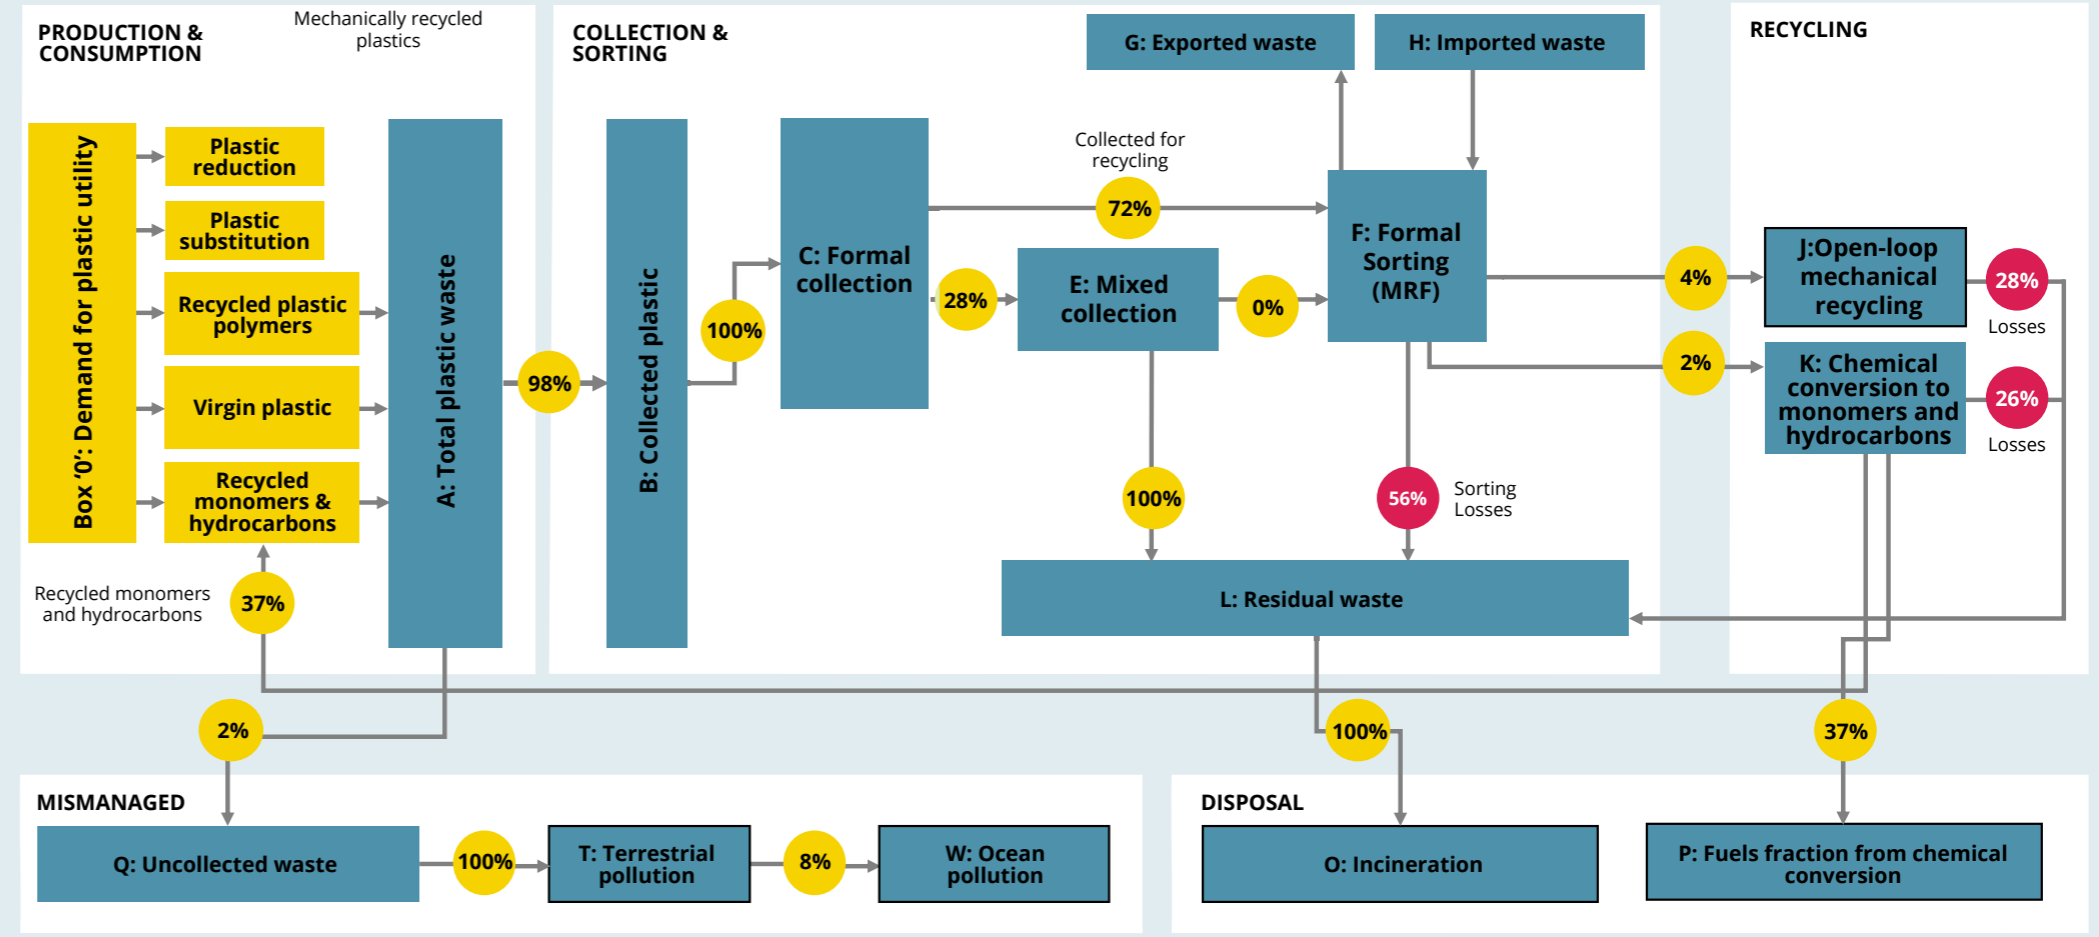 PRODUCTION &
CONSUMPTION
Mechanically recycled
plastics
Box ‘0’: Demand for plastic utility
Plastic
reduction
Plastic
substitution
Recycled plastic
polymers
Virgin plastic
Recycled
monomers &
hydrocarbons
Recycled monomers
and hydrocarbons
37%
A: Total plastic waste
98%
COLLECTION &
SORTING
B: Collected plastic
100%
C: Formal
collection
Collected for
recycling
72%
28%
E: Mixed
collection
0%
G: Exported waste
H: Imported waste
F: Formal
Sorting
(MRF)
100%
56%
Sorting
Losses
L: Residual waste
RECYCLING
4%
J:Open-loop
mechanical
recycling
28%
Losses
2%
K: Chemical
conversion to
monomers and
hydrocarbons
26%
Losses
2%
100%
37%
MISMANAGED
Q: Uncollected waste
100%
T: Terrestrial
pollution
8%
W: Ocean
pollution
DISPOSAL
O: Incineration
P: Fuels fraction from chemical
conversion